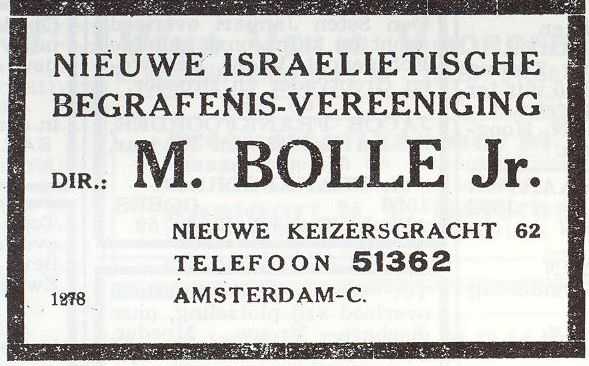 NIEUWE ISRAELIETISCHE
BEGRAFENIS-VEREENIGING
DIR.: M. BOLLE Jr.
NIEUWE KEIZERSGRACHT 62
TELEFOON 51362
1278 AMSTERDAM-C.